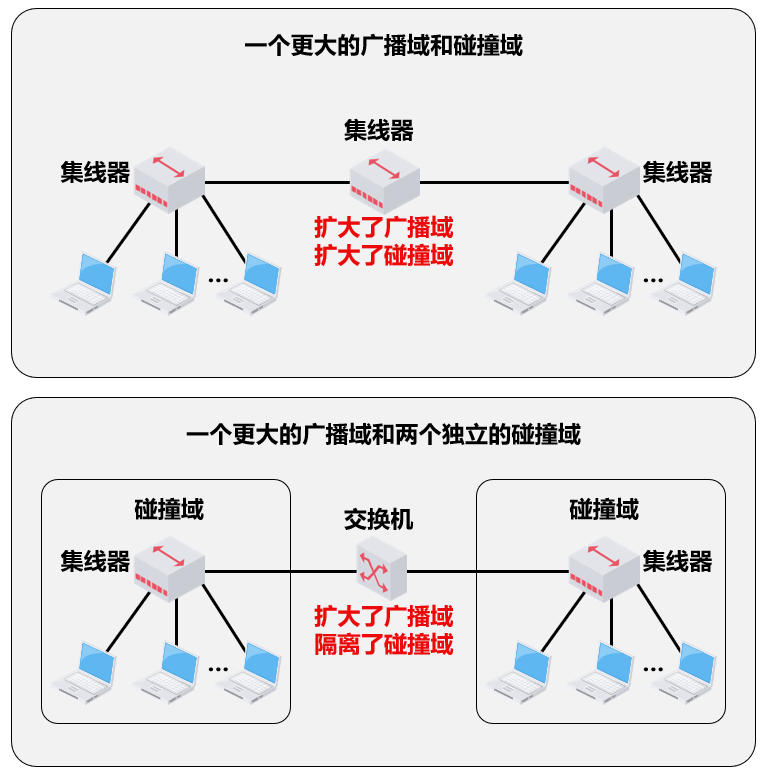 一个更大的广播域和碰撞域
集线器
集线器
集线器
扩大了广播域
扩大了碰撞域
...
...
一个更大的广播域和两个独立的碰撞域
碰撞域
碰撞域
交换机
集线器
集线器
扩大了广播域
隔离了碰撞域
...
...